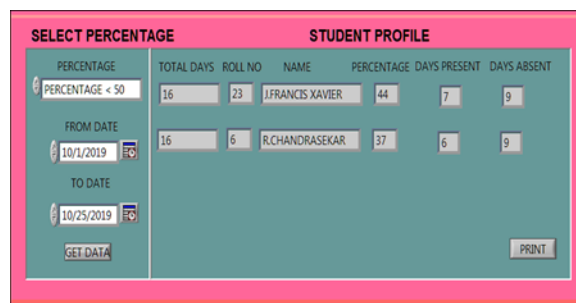 SELECT PERCENTAGE
STUDENT PROFILE
PERCENTAGE
PERCENTAGE < 50
FROM DATE
10/1/2019
TO DATE
10/25/2019
GET DATA
TOTAL DAYS ROLL NO NAME PERCENTAGE DAYS PRESENT DAYS ABSENT
16 23 J.FRANCIS XAVIER 44 7 9
16 6 R.CHANDRASEKAR 37 6 9
PRINT